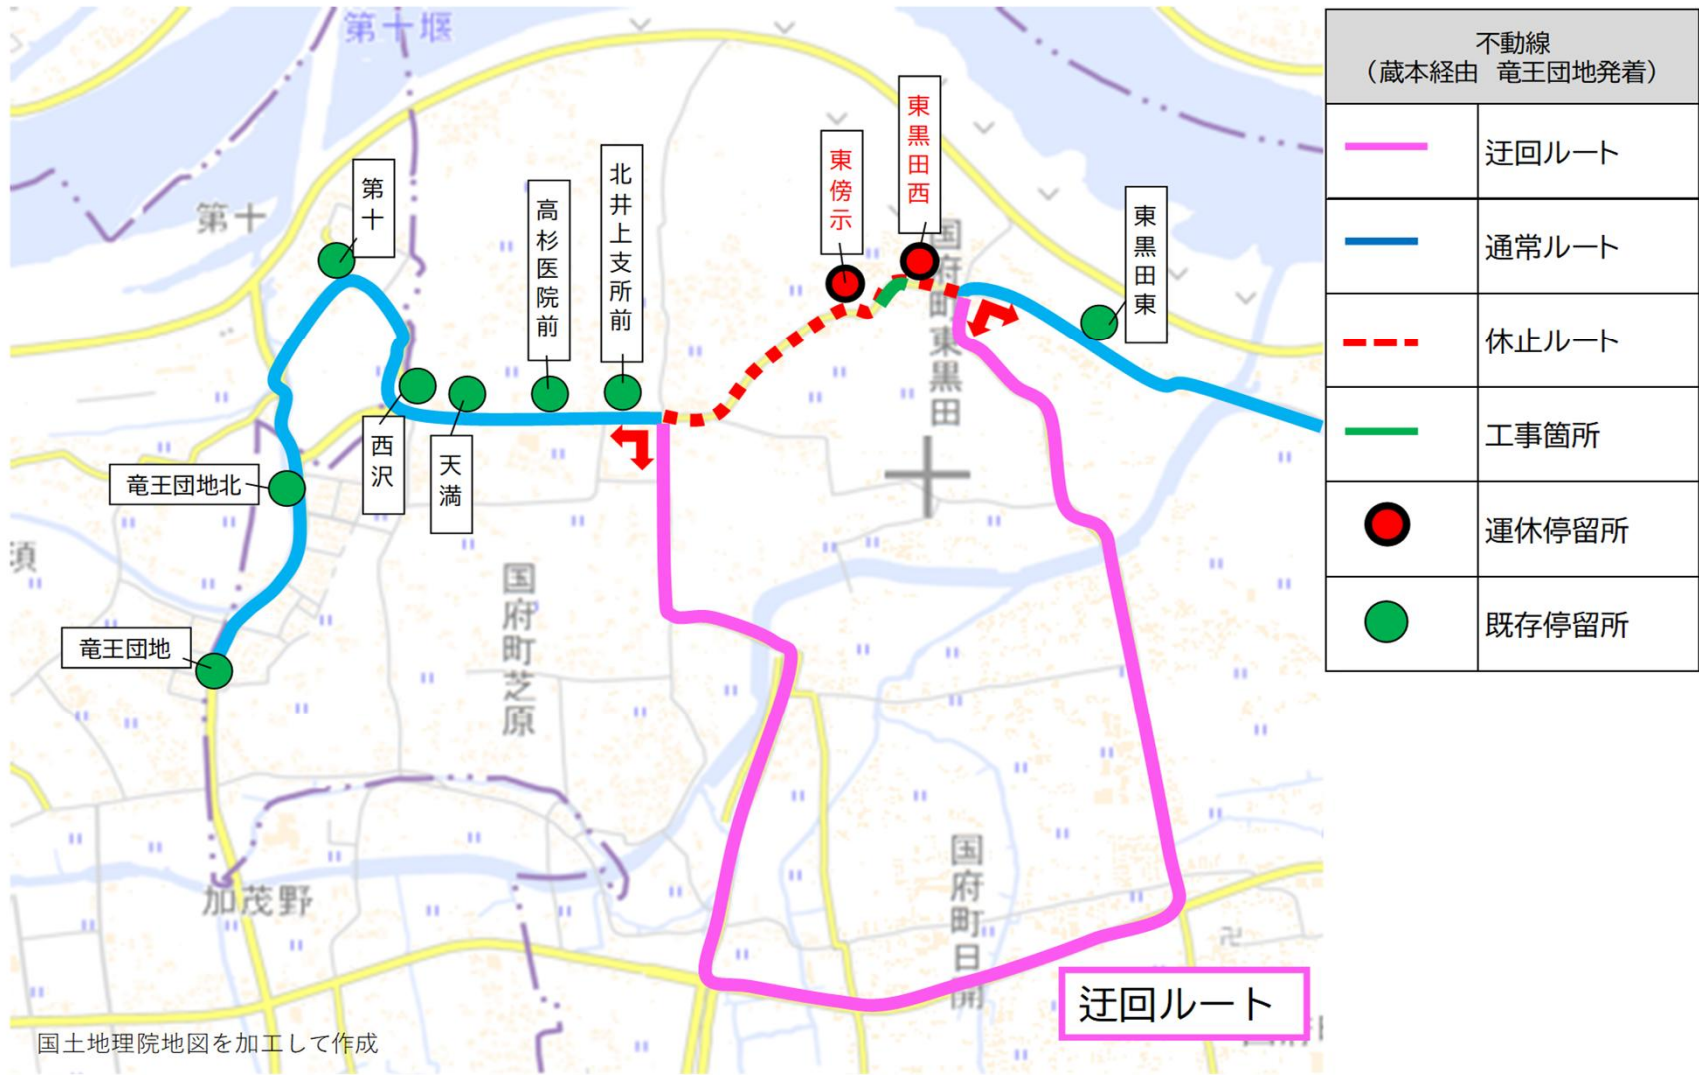 第十堰
不動線
（蔵本経由　竜王団地発着）
迂回ルート
通常ルート
休止ルート
工事箇所
運休停留所
既存停留所
東黒田西
東傍示
北井上支所前
第十
高杉医院前
東黒田東
第十
国府町東黒田
西沢
天満
竜王団地北
須
国府町芝原
竜王団地
加茂野
国府町日開
迂回ルート
国土地理院地図を加工して作成